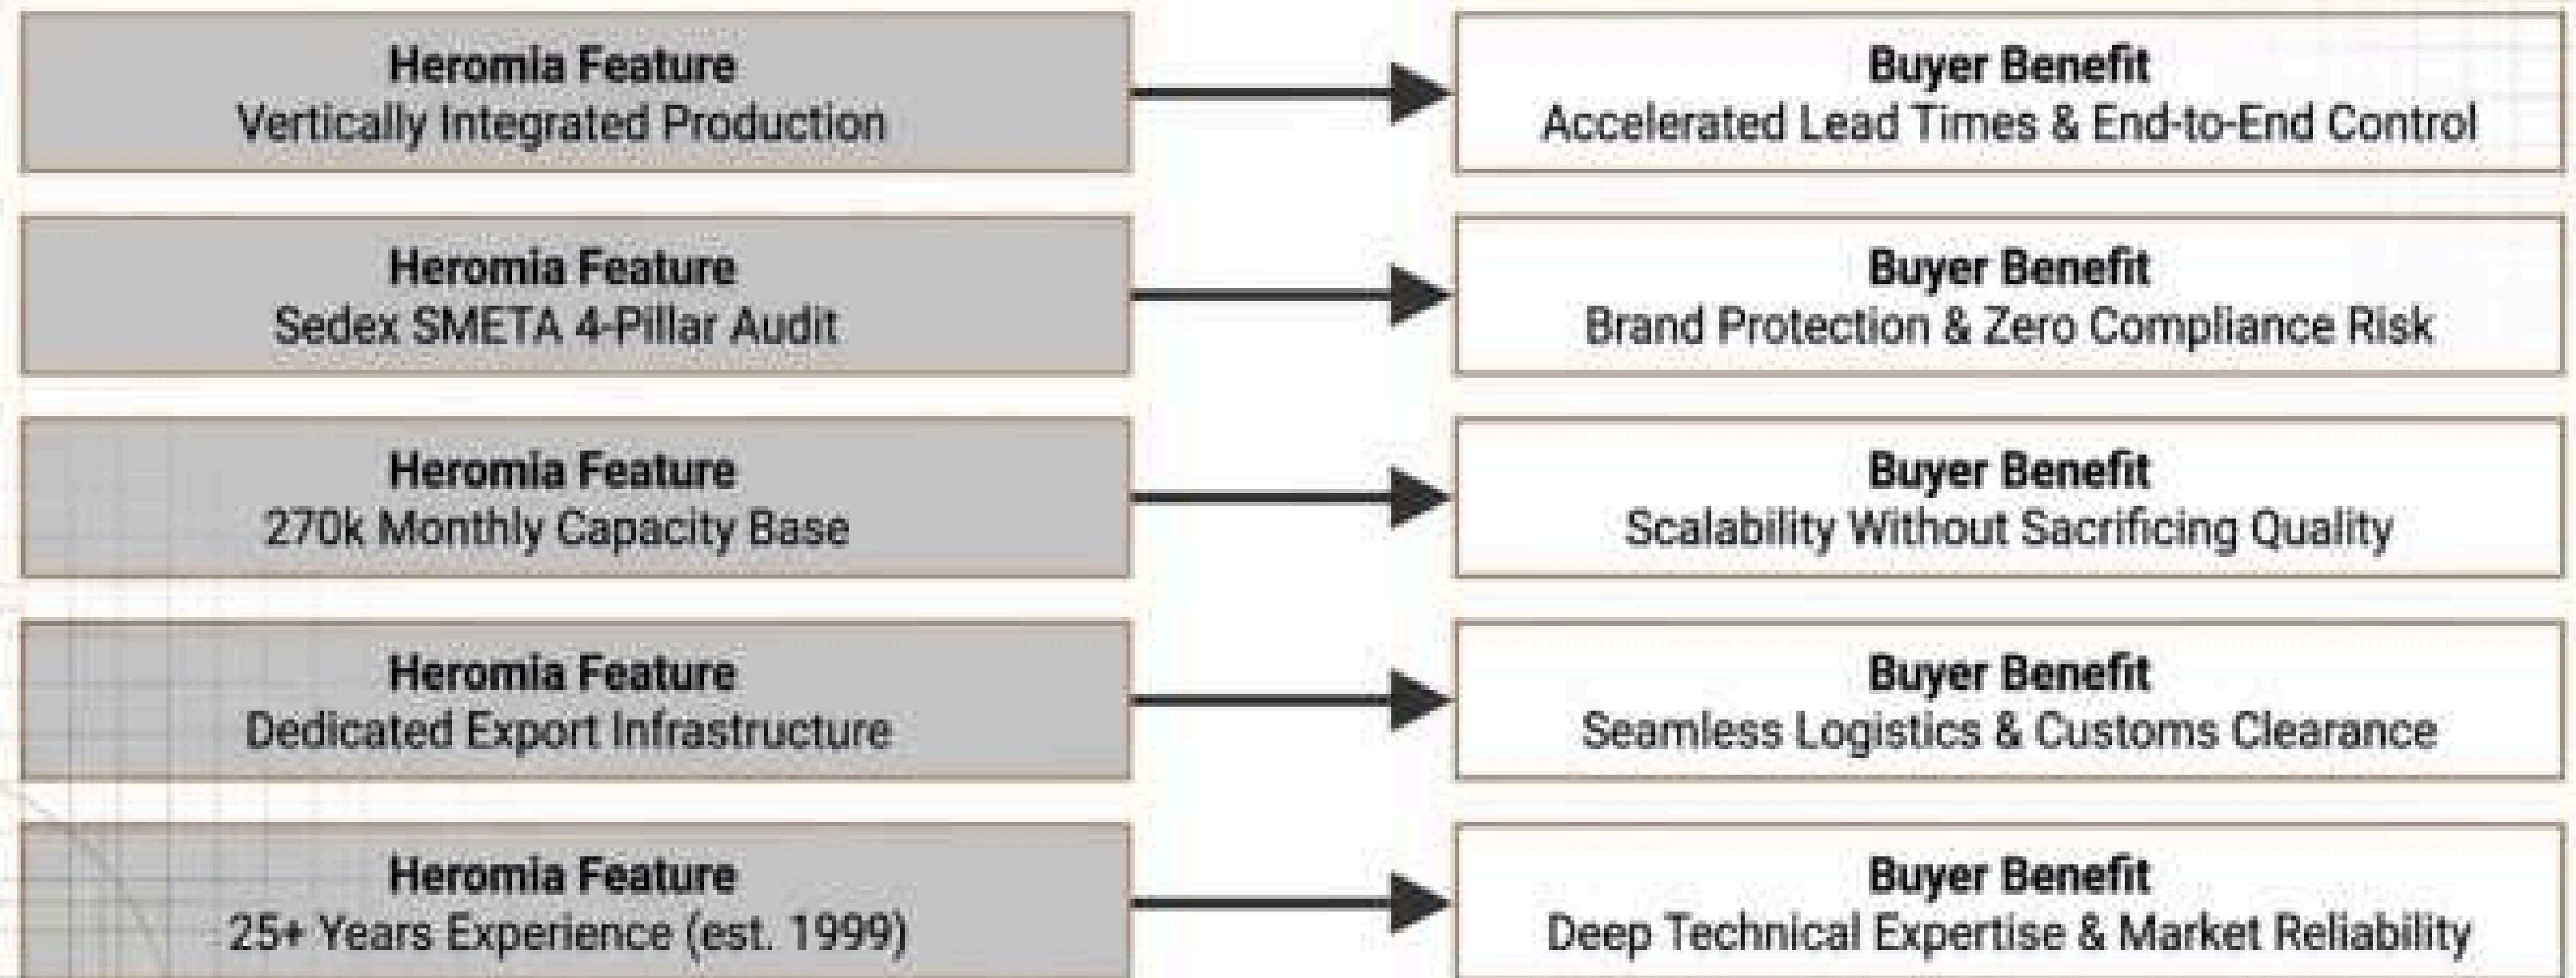 Heromia Feature
Vertically Integrated Production
Buyer Benefit
Accelerated Lead Times & End-to-End Control
Heromia Feature
Sedex SMETA 4-Pillar Audit
Buyer Benefit
Brand Protection & Zero Compliance Risk
Heromia Feature
270k Monthly Capacity Base
Buyer Benefit
Scalability Without Sacrificing Quality
Heromia Feature
Dedicated Export Infrastructure
Buyer Benefit
Seamless Logistics & Customs Clearance
Heromia Feature
25+ Years Experience (est. 1999)
Buyer Benefit
Deep Technical Expertise & Market Reliability